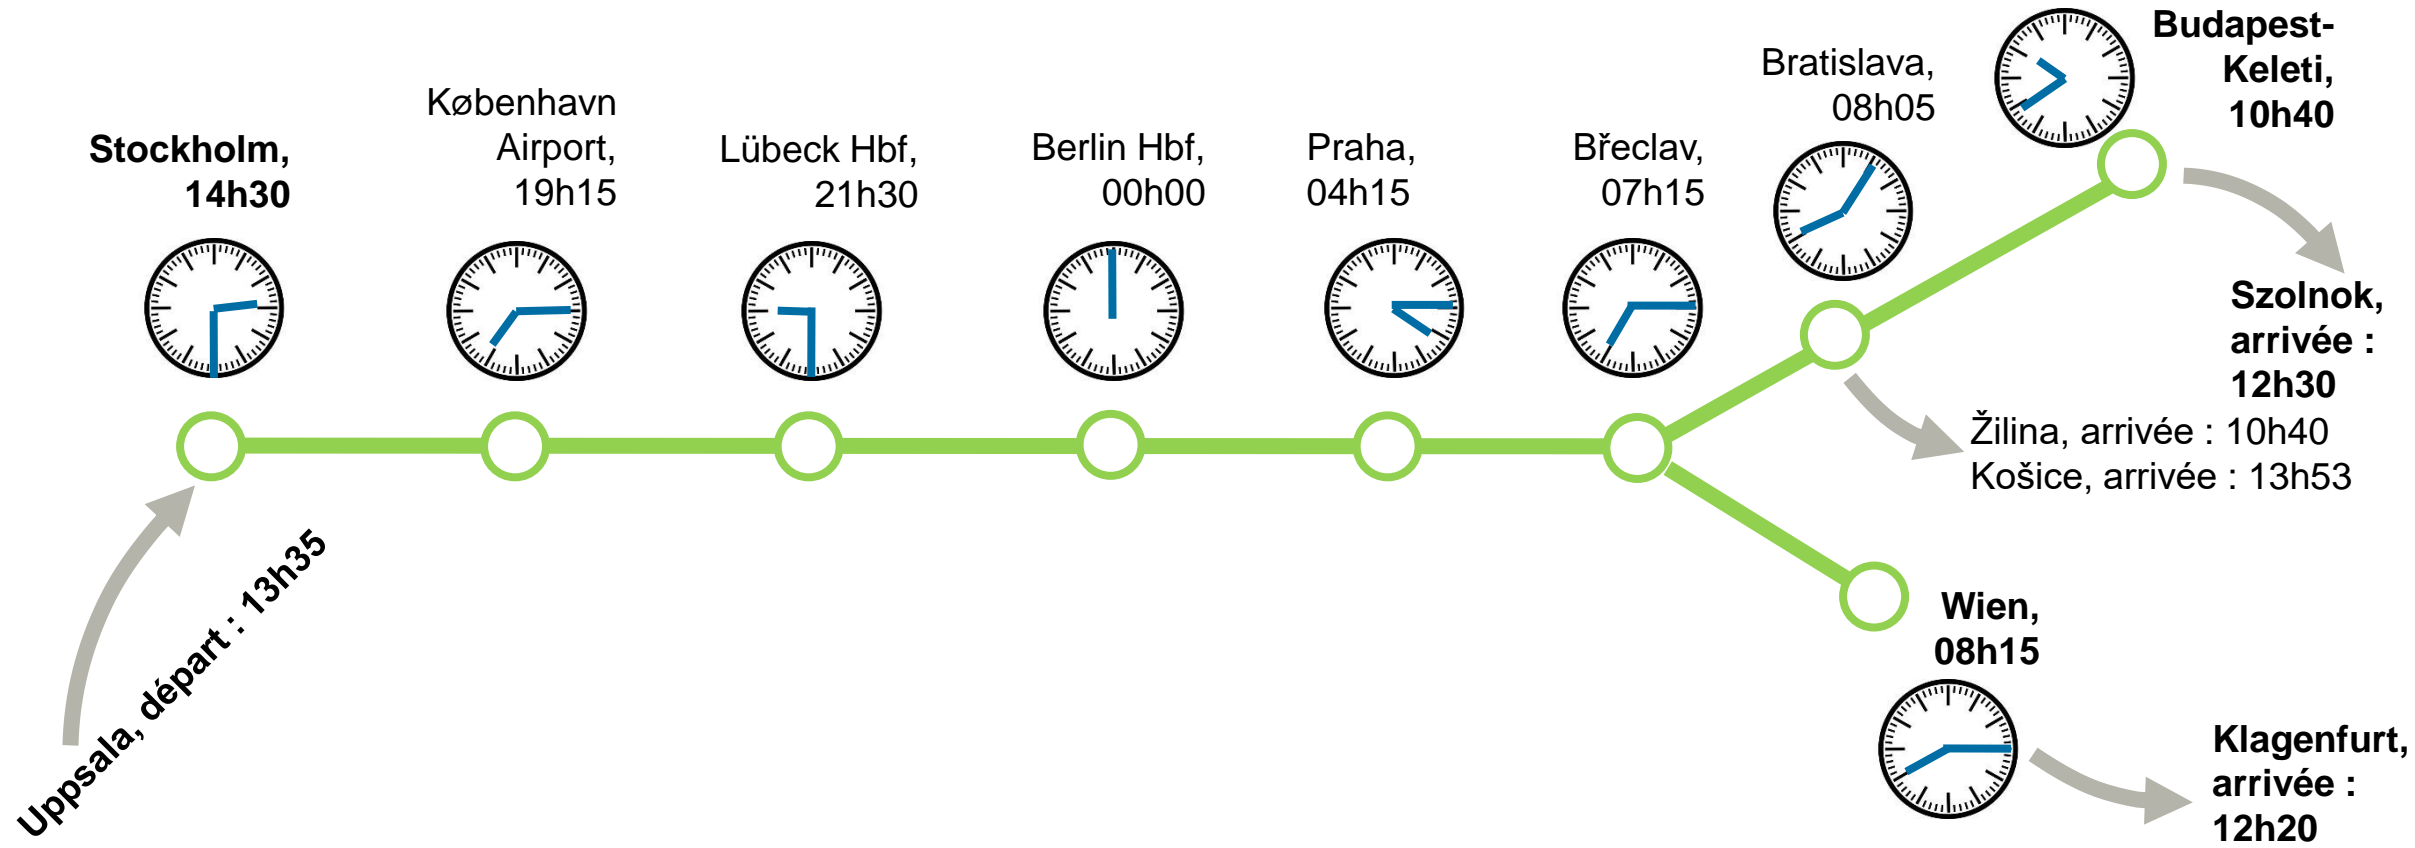 Stockholm,
14h30
København
Airport,
19h15
Lübeck Hbf,
21h30
Berlin Hbf,
00h00
Praha,
04h15
Břeclav,
07h15
Bratislava,
08h05
Budapest-
Keleti,
10h40
Szolnok,
arrivée :
12h30
Žilina, arrivée : 10h40
Košice, arrivée : 13h53
Wien,
08h15
Klagenfurt,
arrivée :
12h20
Uppsala, départ : 13h35